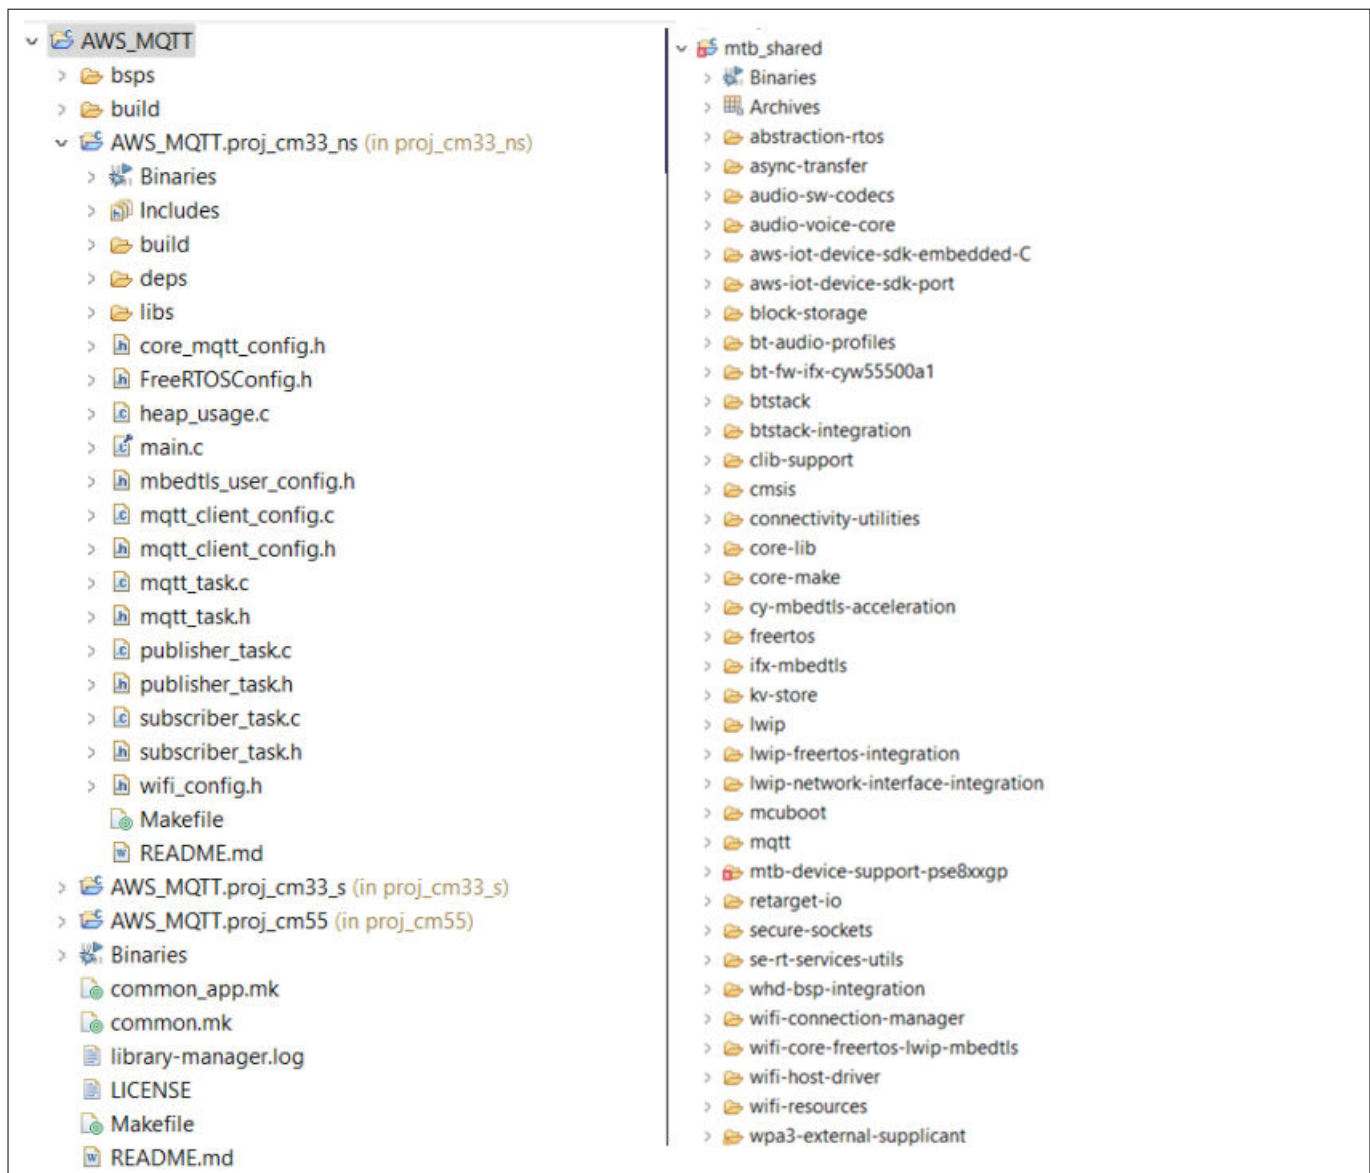 AWS_MQTT
bsps
build
AWS_MQTT.proj_cm33_ns (in proj_cm33_ns)
Binaries
Includes
build
deps
libs
core_mqtt_config.h
FreeRTOSConfig.h
heap_usage.c
main.c
mbedtls_user_config.h
mqtt_client_config.c
mqtt_client_config.h
mqtt_task.c
mqtt_task.h
publisher_task.c
publisher_task.h
subscriber_task.c
subscriber_task.h
wifi_config.h
Makefile
README.md
AWS_MQTT.proj_cm33_s (in proj_cm33_s)
AWS_MQTT.proj_cm55 (in proj_cm55)
Binaries
common_app.mk
common.mk
library-manager.log
LICENSE
Makefile
README.md
mtb_shared
Binaries
Archives
abstraction-rtos
async-transfer
audio-sw-codecs
audio-voice-core
aws-iot-device-sdk-embedded-C
aws-iot-device-sdk-port
block-storage
bt-audio-profiles
bt-fw-ifx-cyw55500a1
btstack
btstack-integration
clib-support
cmsis
connectivity-utilities
core-lib
core-make
cy-mbedtls-acceleration
freertos
ifx-mbedtls
kv-store
lwip
lwip-freertos-integration
lwip-network-interface-integration
mcuboot
mqtt
mtb-device-support-pse8xxgp
retarget-io
secure-sockets
se-rt-services-utils
whd-bsp-integration
wifi-connection-manager
wifi-core-freertos-lwip-mbedtls
wifi-host-driver
wifi-resources
wpa3-external-supplicant